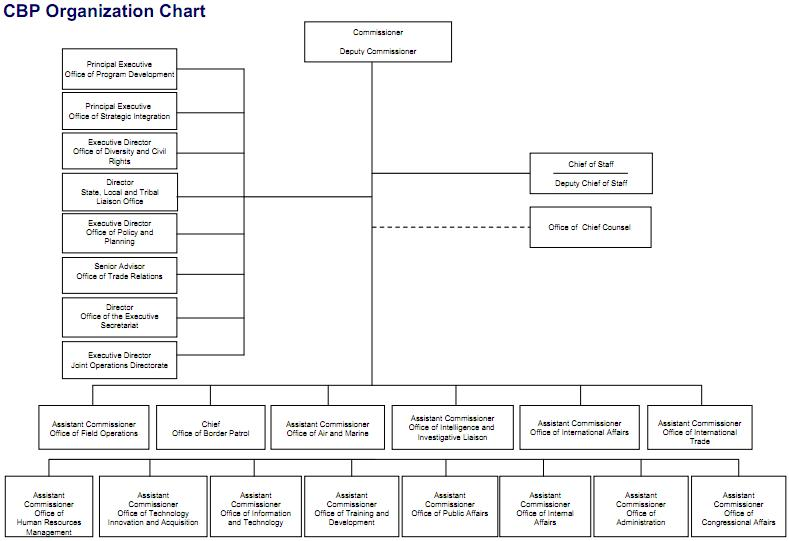 CBP Organization Chart
Commissioner
Deputy Commissioner
Principal Executive
Office of Program Development
Principal Executive
Office of Strategic Integration
Executive Director
Office of Diversity and Civil
Rights
Director
State, Local and Tribal
Liaison Office
Executive Director
Office of Policy and
Planning
Senior Advisor
Office of Trade Relations
Director
Office of the Executive
Secretariat
Executive Director
Joint Operations Directorate
Chief of Staff
Deputy Chief of Staff
Office of Chief Counsel
Assistant Commissioner
Office of Field Operations
Chief
Office of Border Patrol
Assistant Commissioner
Office of Air and Marine
Assistant Commissioner
Office of Intelligence and
Investigative Liaison
Assistant Commissioner
Office of International Affairs
Assistant Commissioner
Office of International
Trade
Assistant
Commissioner
Office of
Human Resources
Management
Assistant
Commissioner
Office of Technology
Innovation and Acquisition
Assistant
Commissioner
Office of Information
and Technology
Assistant
Commissioner
Office of Training and
Development
Assistant
Commissioner
Office of Public Affairs
Assistant
Commissioner
Office of Internal
Affairs
Assistant
Commissioner
Office of
Administration
Assistant
Commissioner
Office of
Congressional Affairs